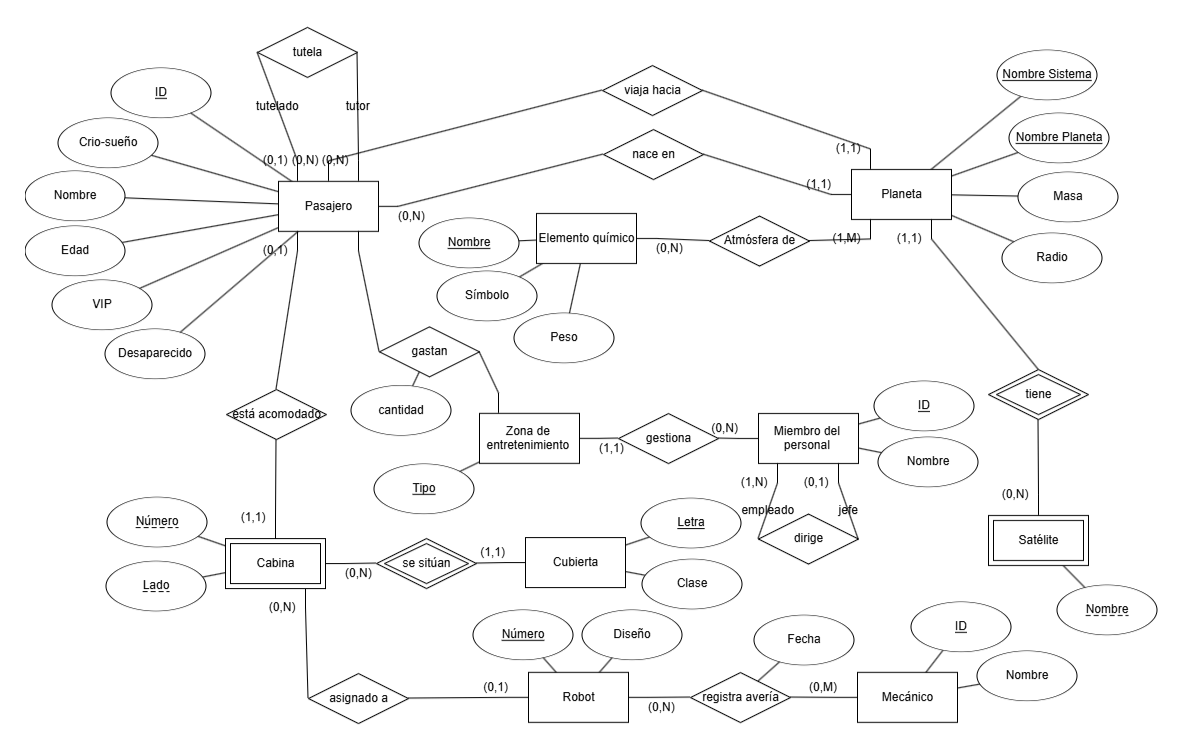 tutela
tutelado
tutor
ID
Crio-sueño
Nombre
Edad
VIP
Desaparecido
(0,1)
(0,N)
(0,N)
Pasajero
(0,1)
(0,N)
viaja hacia
(1,1)
nace en
(1,1)
Nombre Sistema
Nombre Planeta
Masa
Radio
Planeta
(1,M)
(1,1)
Nombre
Símbolo
Peso
Elemento químico
(0,N)
Atmósfera de
gastan
cantidad
está acomodado
Zona de
entretenimiento
Tipo
(1,1)
gestiona
(0,N)
Miembro del
personal
ID
Nombre
(1,N)
(0,1)
empleado
jefe
dirige
tiene
(0,N)
Satélite
Nombre
(1,1)
Número
Lado
Cabina
(0,N)
(0,N)
se sitúan
(1,1)
Cubierta
Letra
Clase
asignado a
(0,1)
Número
Diseño
Robot
(0,N)
registra avería
Fecha
(0,M)
Mecánico
ID
Nombre